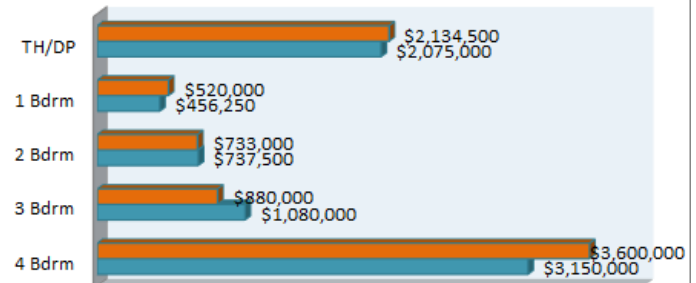 TH/DP
$2,134,500
$2,075,000
1 Bdrm
$520,000
$456,250
2 Bdrm
$733,000
$737,500
3 Bdrm
$880,000
$1,080,000
4 Bdrm
$3,600,000
$3,150,000